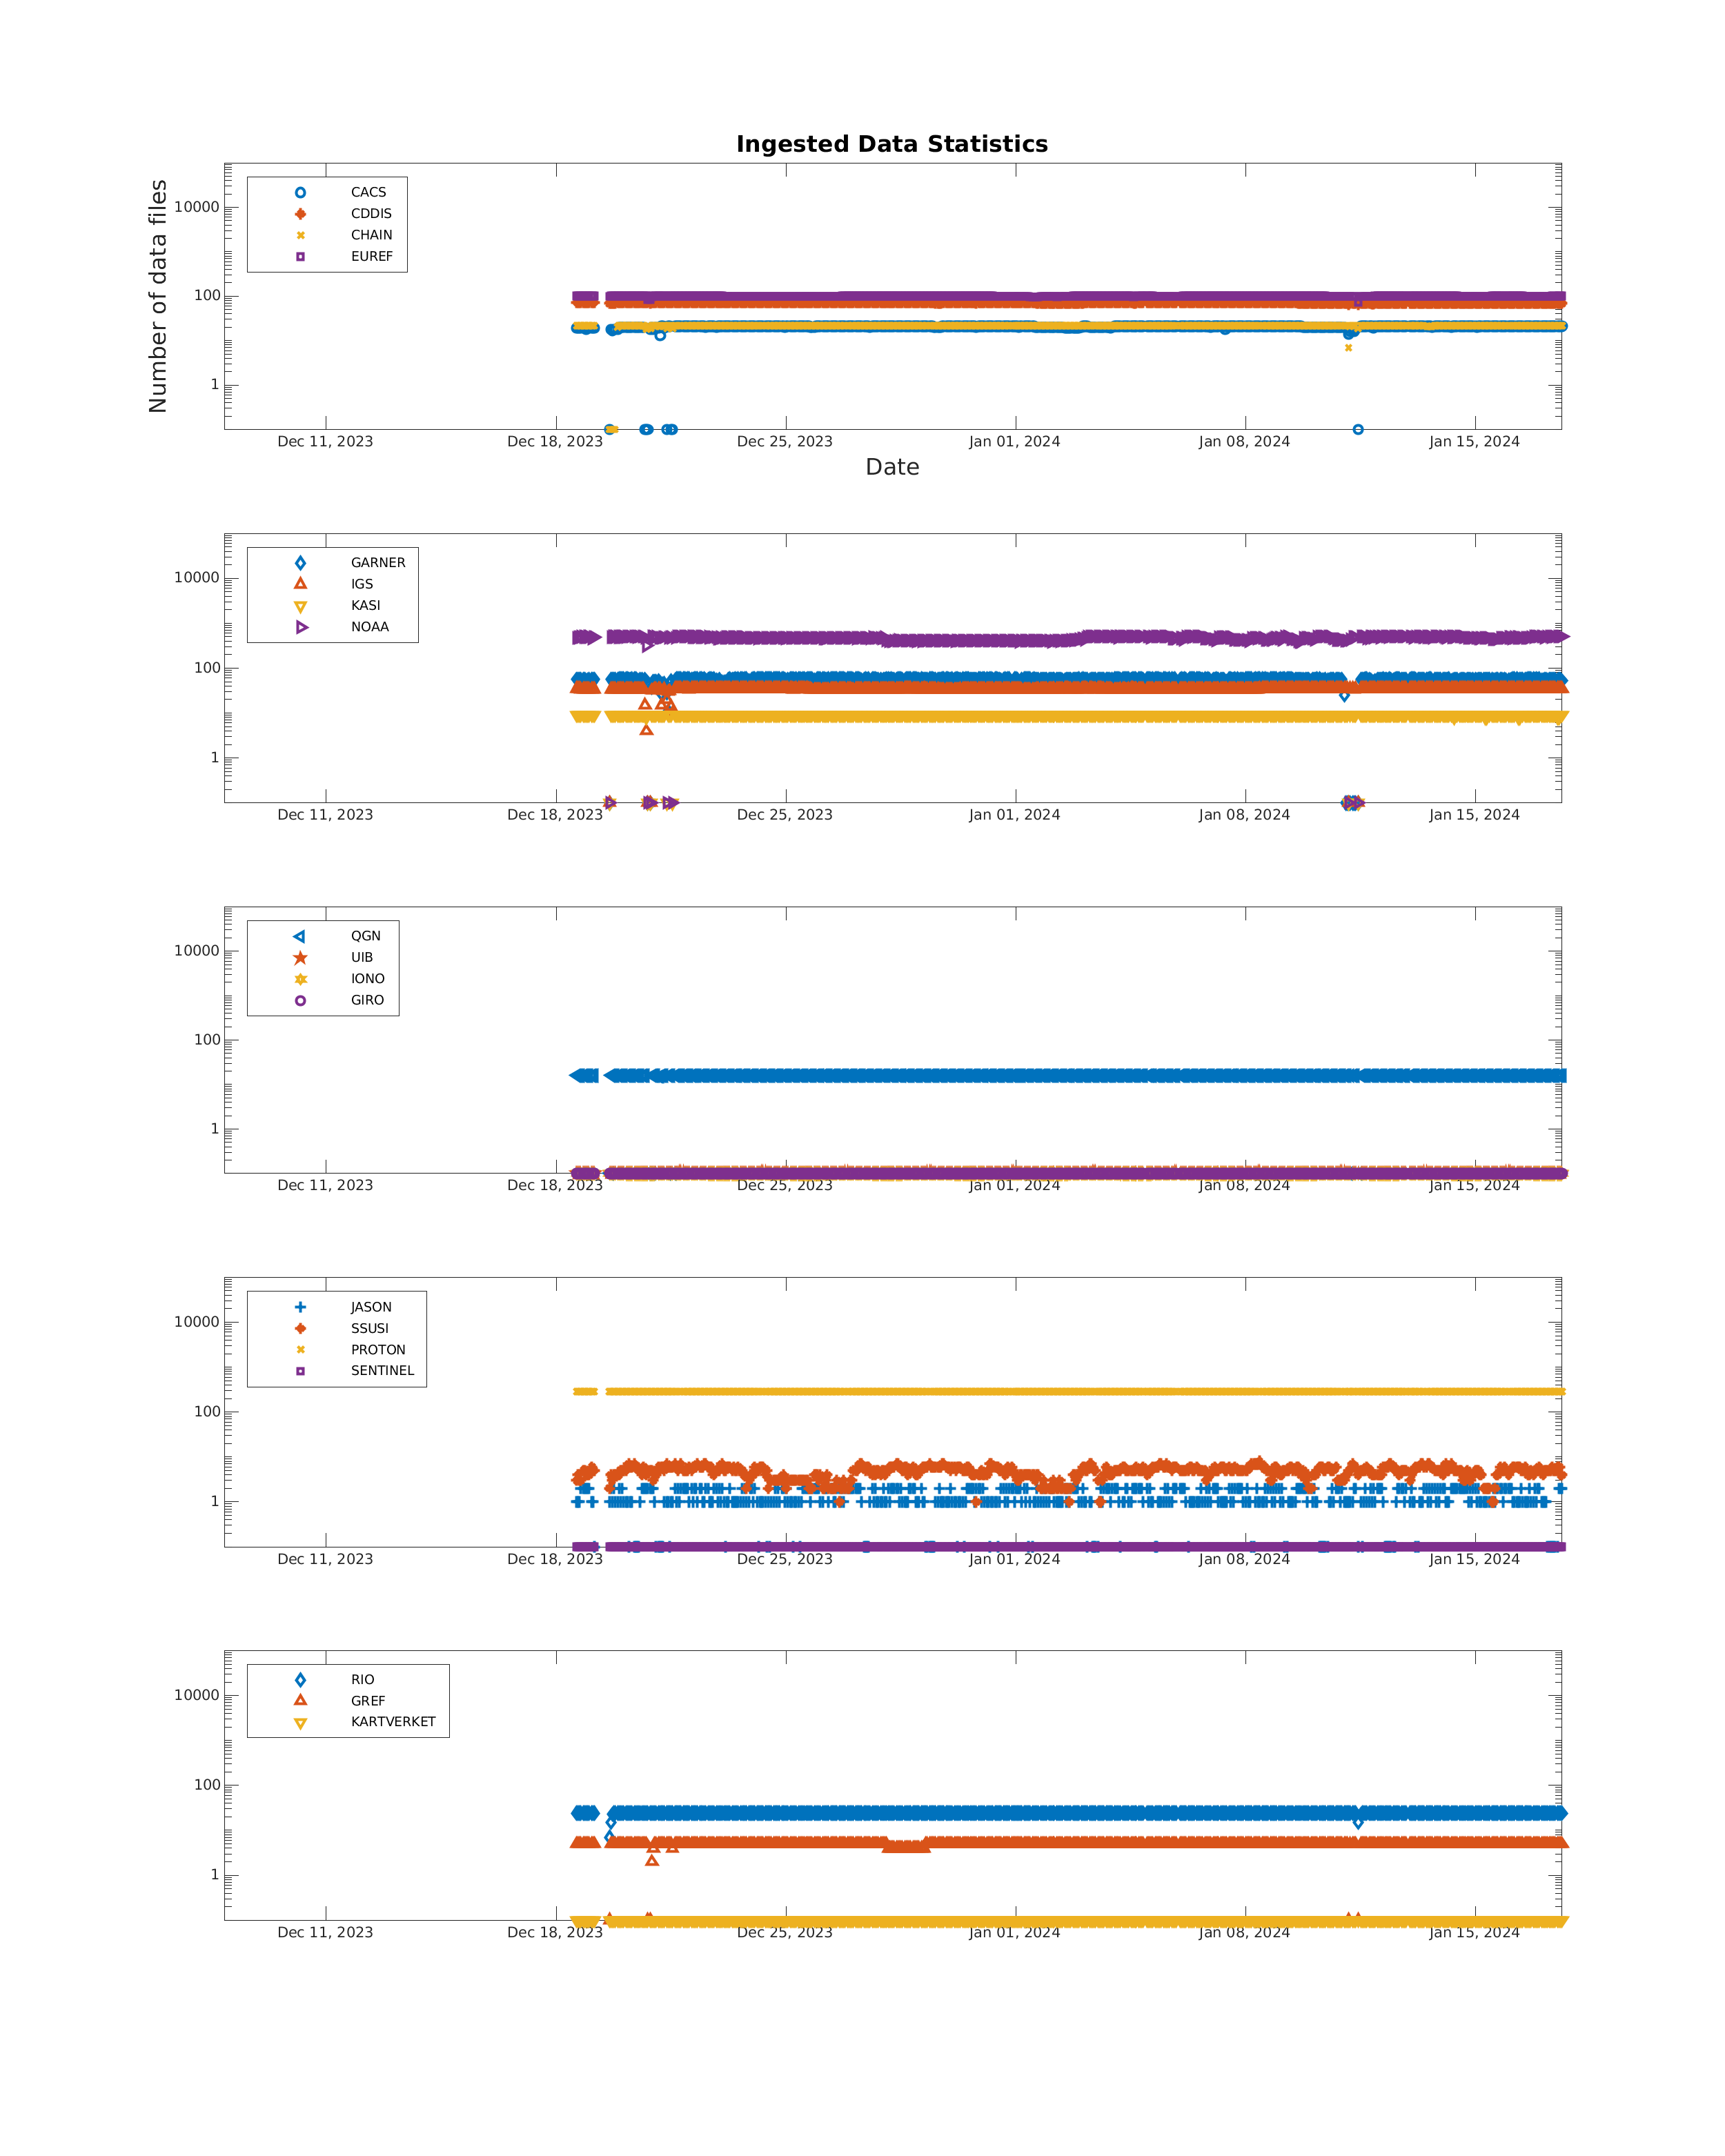 Ingested Data Statistics
Number of data files
CACS
CDDIS
CHAIN
EUREF
10000
100
1
Dec 11, 2023 Dec 18, 2023 Dec 25, 2023 Jan 01, 2024 Jan 08, 2024 Jan 15, 2024
Date
GARNER
IGS
KASI
NOAA
10000
100
1
Dec 11, 2023 Dec 18, 2023 Dec 25, 2023 Jan 01, 2024 Jan 08, 2024 Jan 15, 2024
QGN
UIB
IONO
GIRO
10000
100
1
Dec 11, 2023 Dec 18, 2023 Dec 25, 2023 Jan 01, 2024 Jan 08, 2024 Jan 15, 2024
JASON
SSUSI
PROTON
SENTINEL
10000
100
1
Dec 11, 2023 Dec 18, 2023 Dec 25, 2023 Jan 01, 2024 Jan 08, 2024 Jan 15, 2024
RIO
GREF
KARTVERKET
10000
100
1
Dec 11, 2023 Dec 18, 2023 Dec 25, 2023 Jan 01, 2024 Jan 08, 2024 Jan 15, 2024